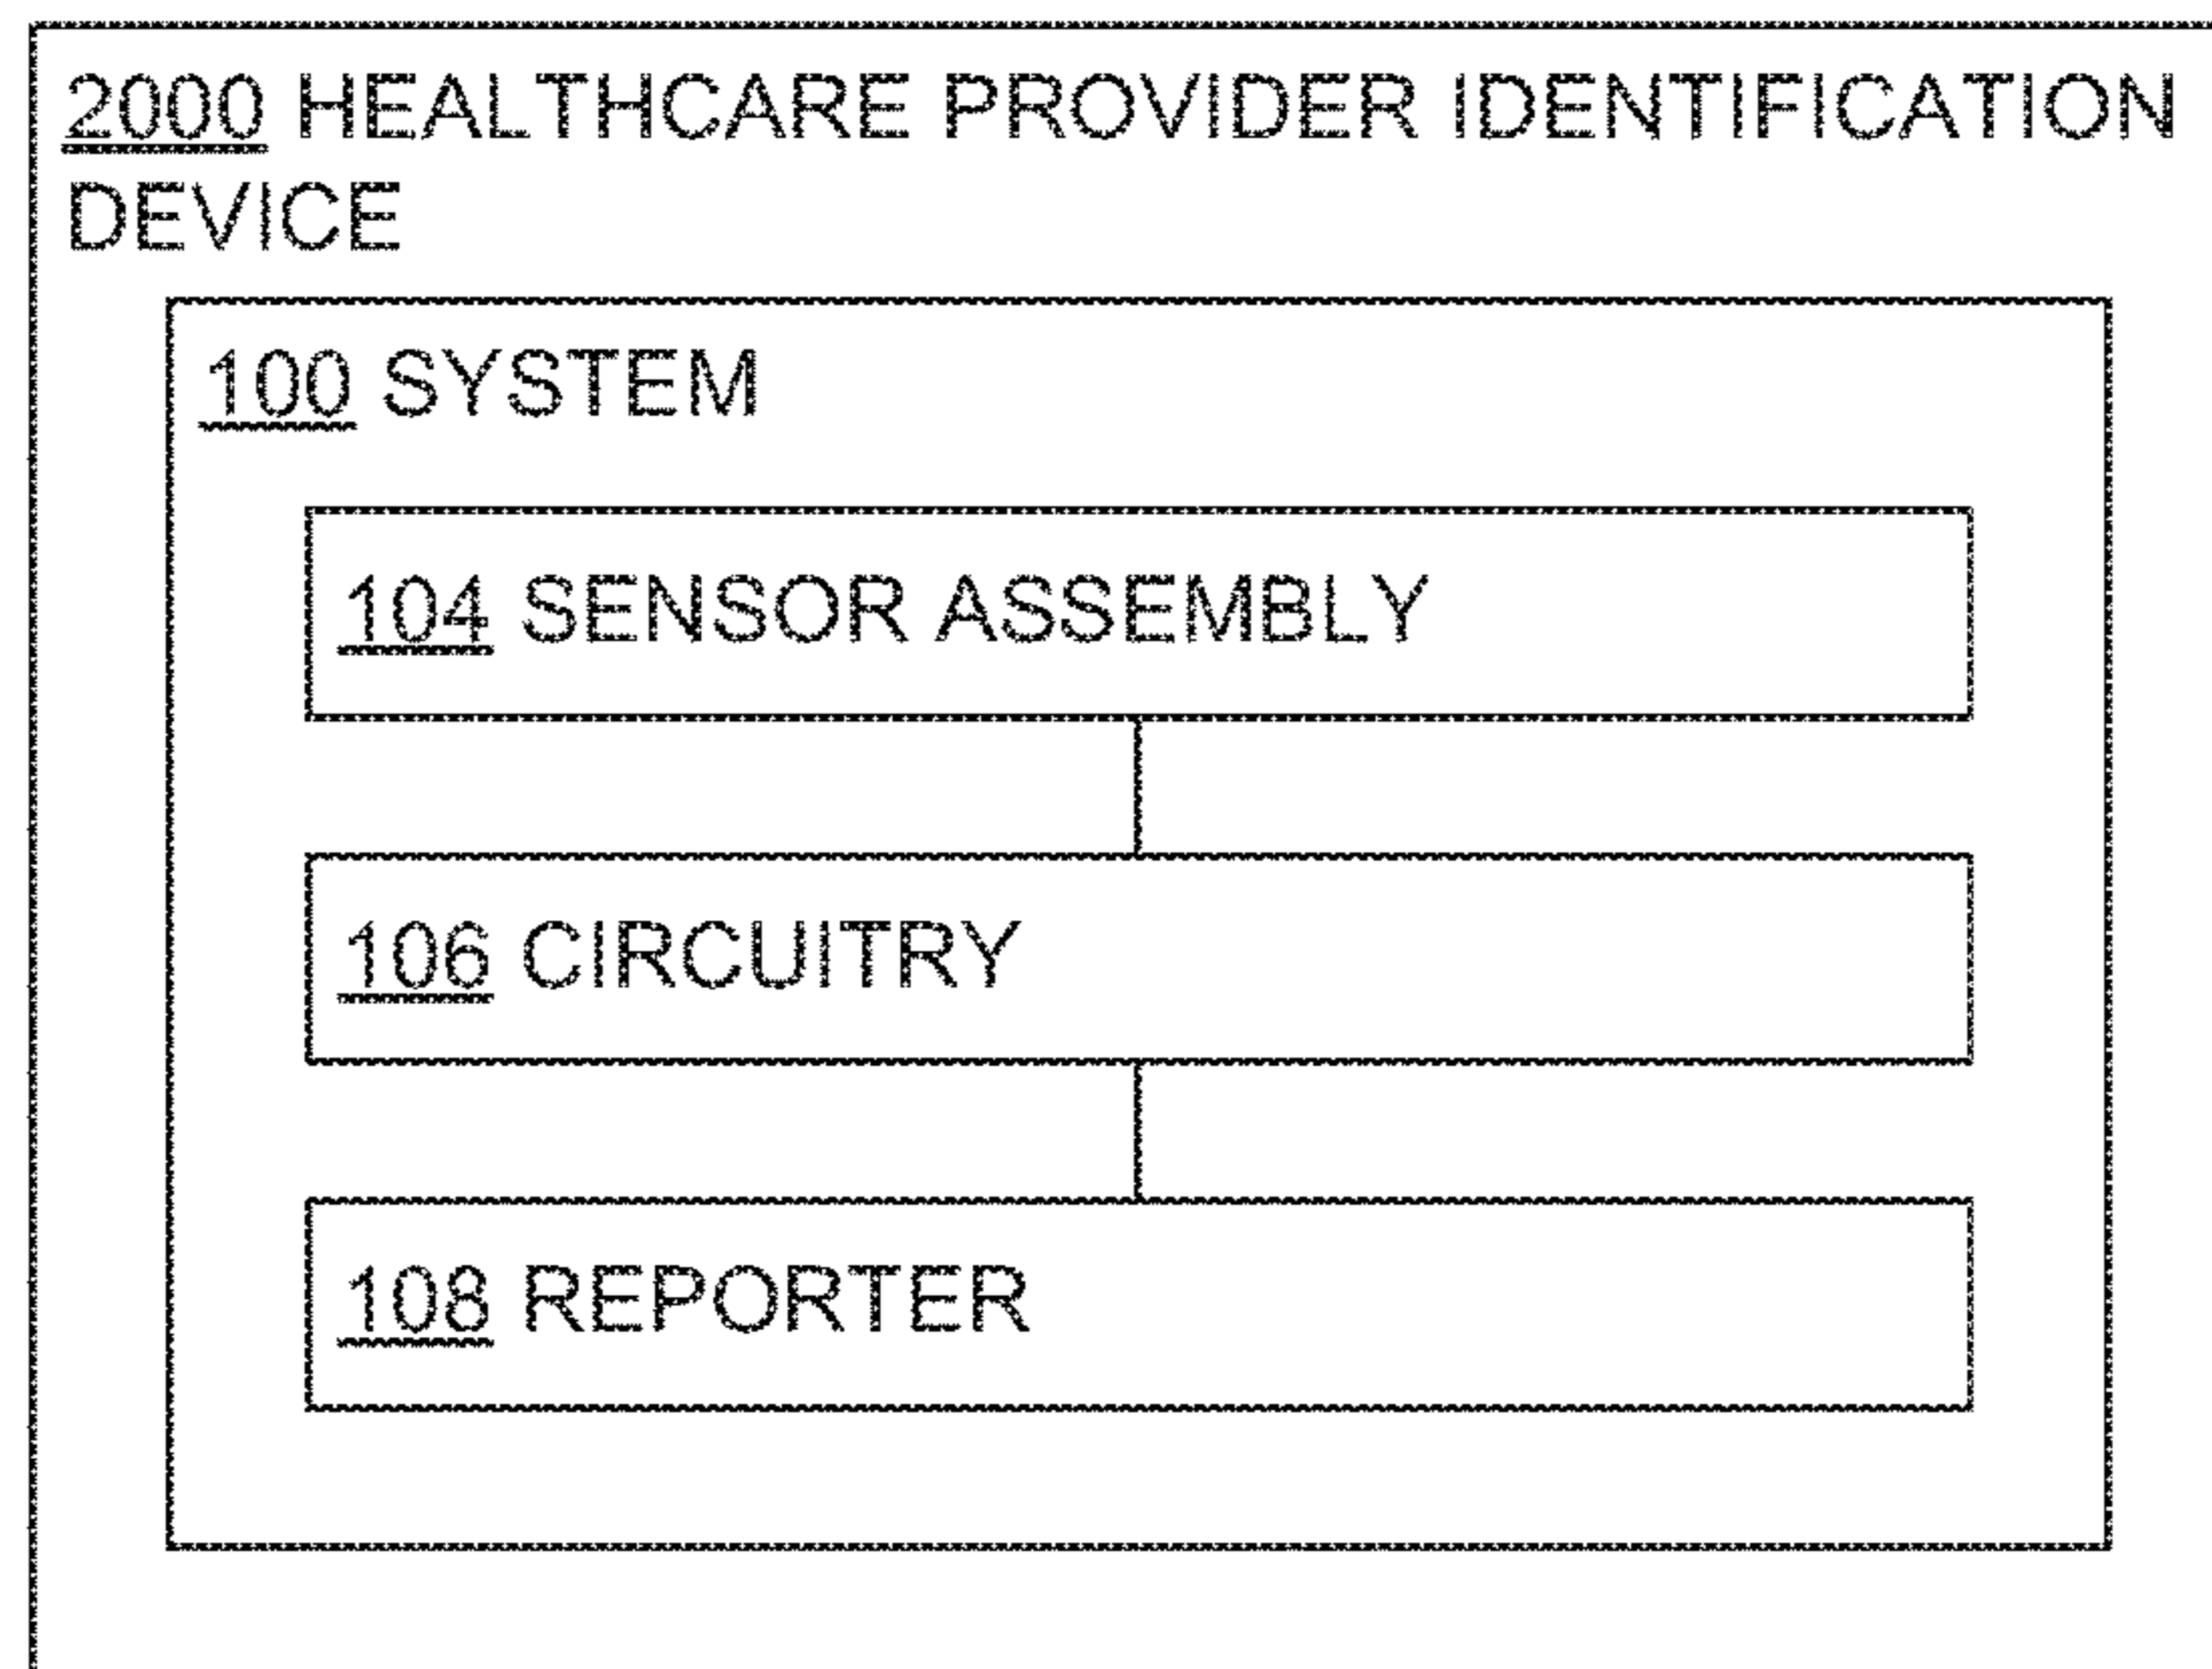 2000 HEALTHCARE PROVIDER IDENTIFICATION
DEVICE
100 SYSTEM
104 SENSOR ASSEMBLY
106 CIRCUITRY
108 REPORTER